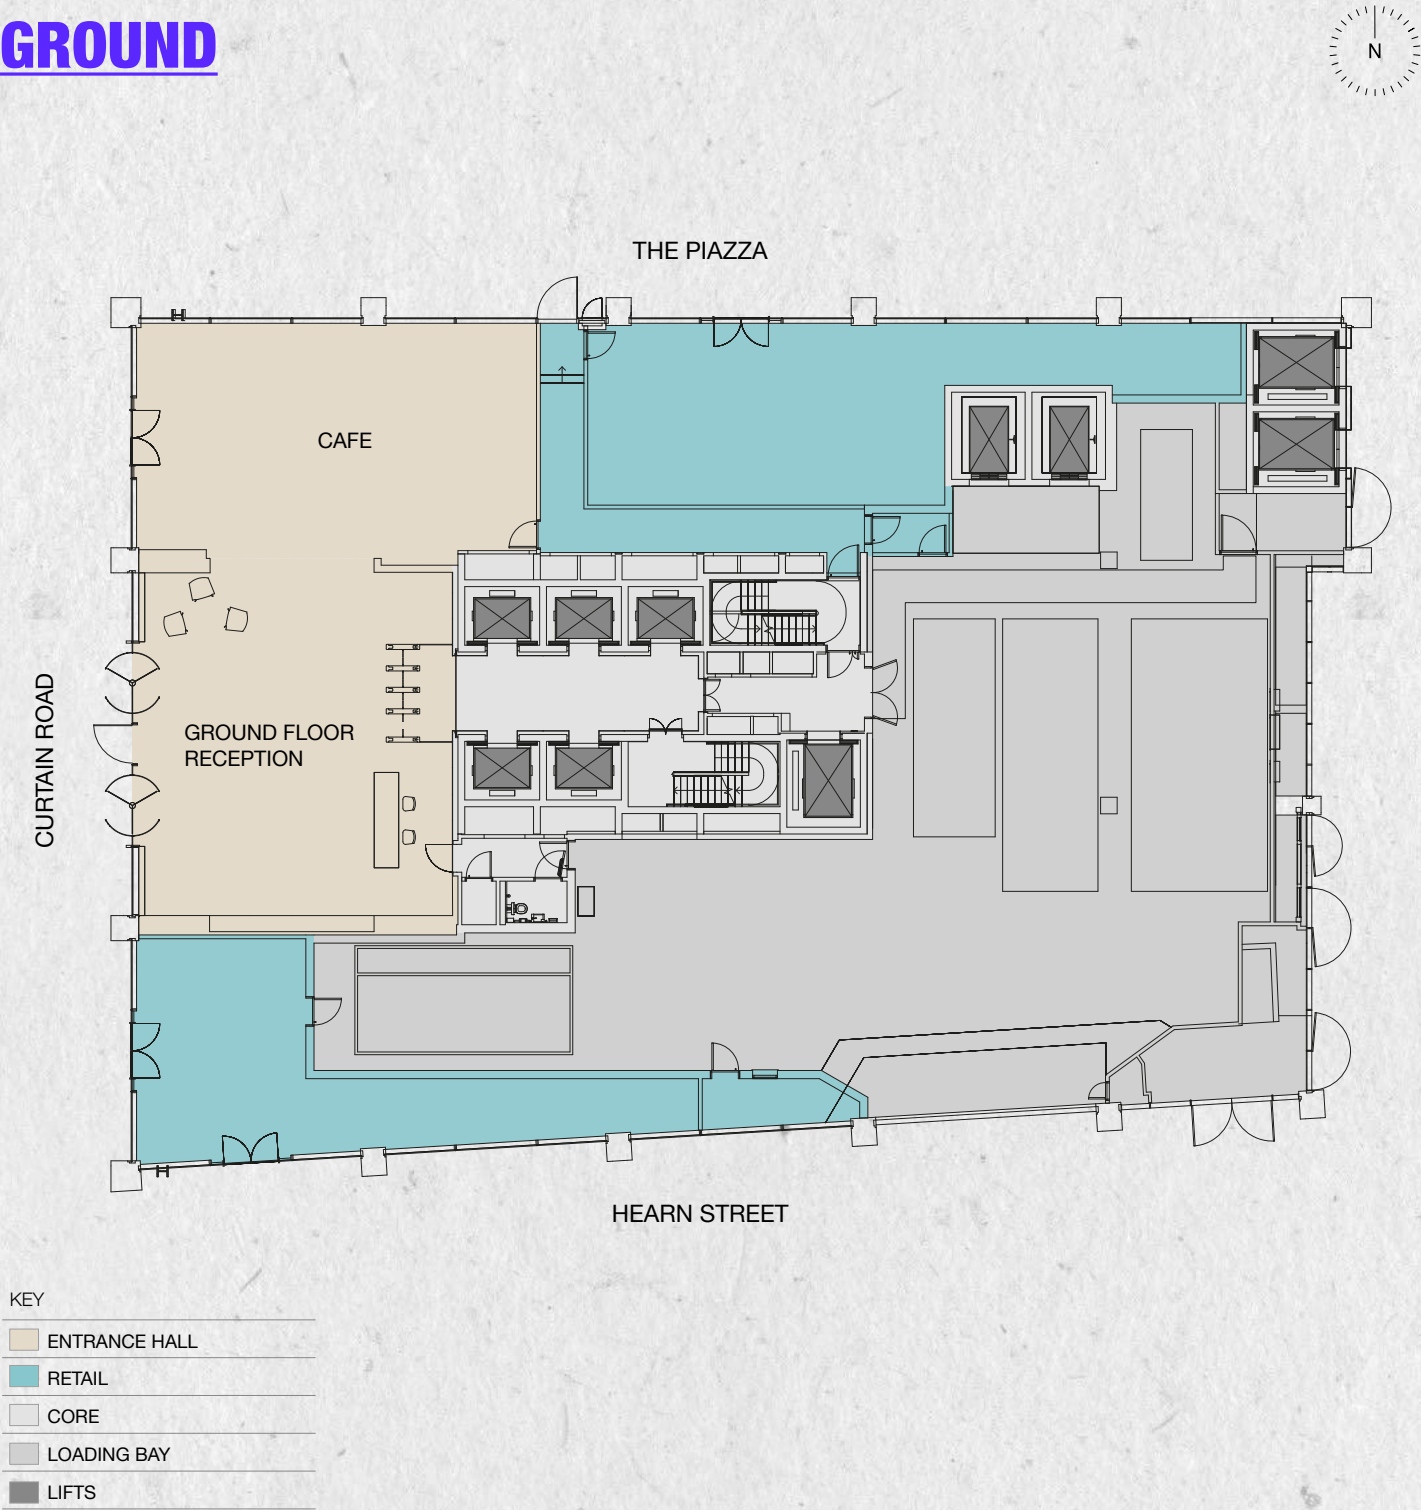 GROUND
N
THE PIAZZA
CAFE
CURTAIN ROAD
GROUND FLOOR
RECEPTION
HEARN STREET
KEY
ENTRANCE HALL
RETAIL
CORE
LOADING BAY
LIFTS